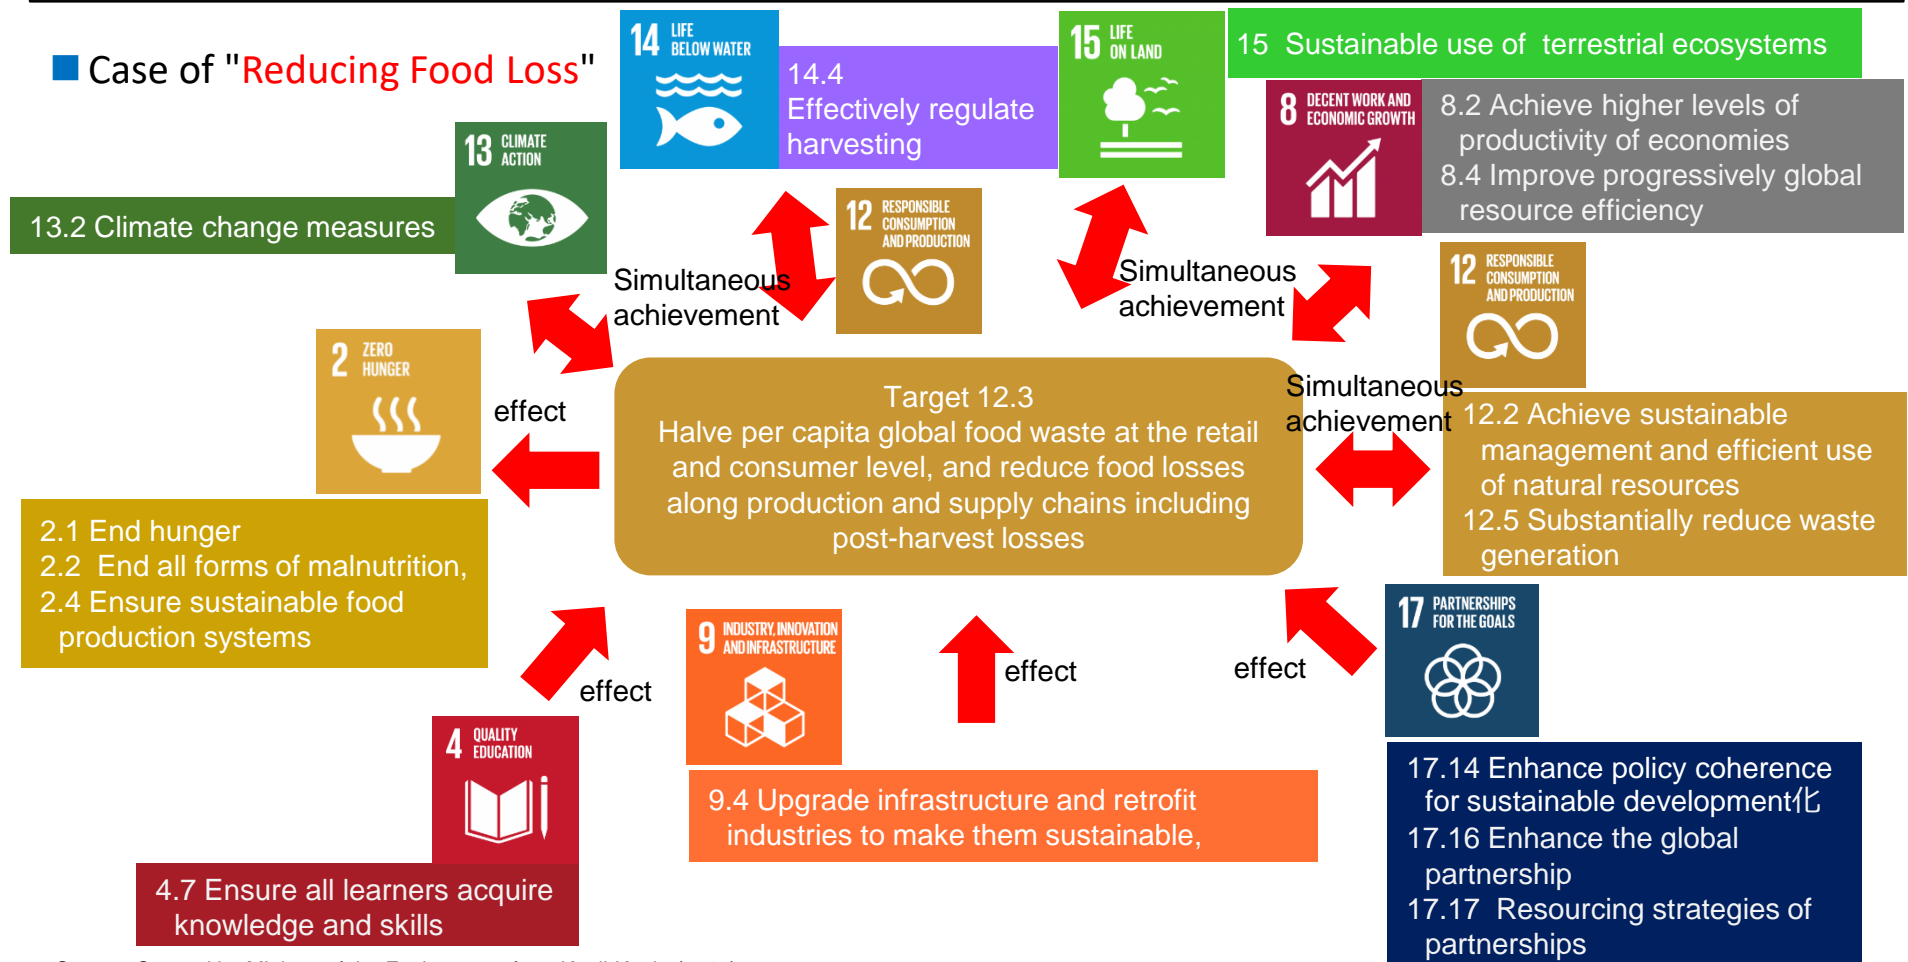 ■ Case of "Reducing Food Loss"
14 LIFE
BELOW WATER
14.4
Effectively regulate
harvesting
15 LIFE
ON LAND
15 Sustainable use of terrestrial ecosystems
8 DECENT WORK AND
ECONOMIC GROWTH
8.2 Achieve higher levels of
productivity of economies
8.4 Improve progressively global
resource efficiency
13 CLIMATE
ACTION
13.2 Climate change measures
12 RESPONSIBLE
CONSUMPTION
AND PRODUCTION
Simultaneous
achievement
Simultaneous
achievement
12 RESPONSIBLE
CONSUMPTION
AND PRODUCTION
2 ZERO
HUNGER
effect
Target 12.3
Halve per capita global food waste at the retail
and consumer level, and reduce food losses
along production and supply chains including
post-harvest losses
Simultaneous
achievement
12.2 Achieve sustainable
management and efficient use
of natural resources
12.5 Substantially reduce waste
generation
2.1 End hunger
2.2 End all forms of malnutrition,
2.4 Ensure sustainable food
production systems
effect
9 INDUSTRY, INNOVATION
AND INFRASTRUCTURE
effect
effect
17 PARTNERSHIPS
FOR THE GOALS
4 QUALITY
EDUCATION
4.7 Ensure all learners acquire
knowledge and skills
9.4 Upgrade infrastructure and retrofit
industries to make them sustainable,
17.14 Enhance policy coherence
for sustainable development化
17.16 Enhance the global
partnership
17.17 Resourcing strategies of
partnerships